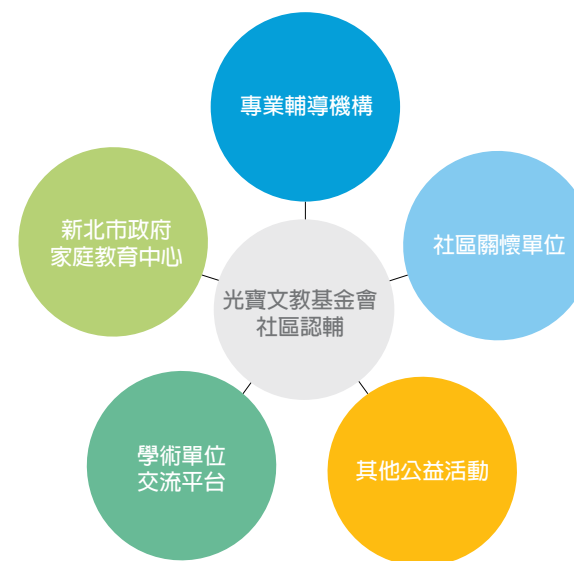 專業輔導機構
新北市政府
家庭教育中心
社區關懷單位
光寶文教基金會
社區認輔
學術單位
交流平台
其他公益活動